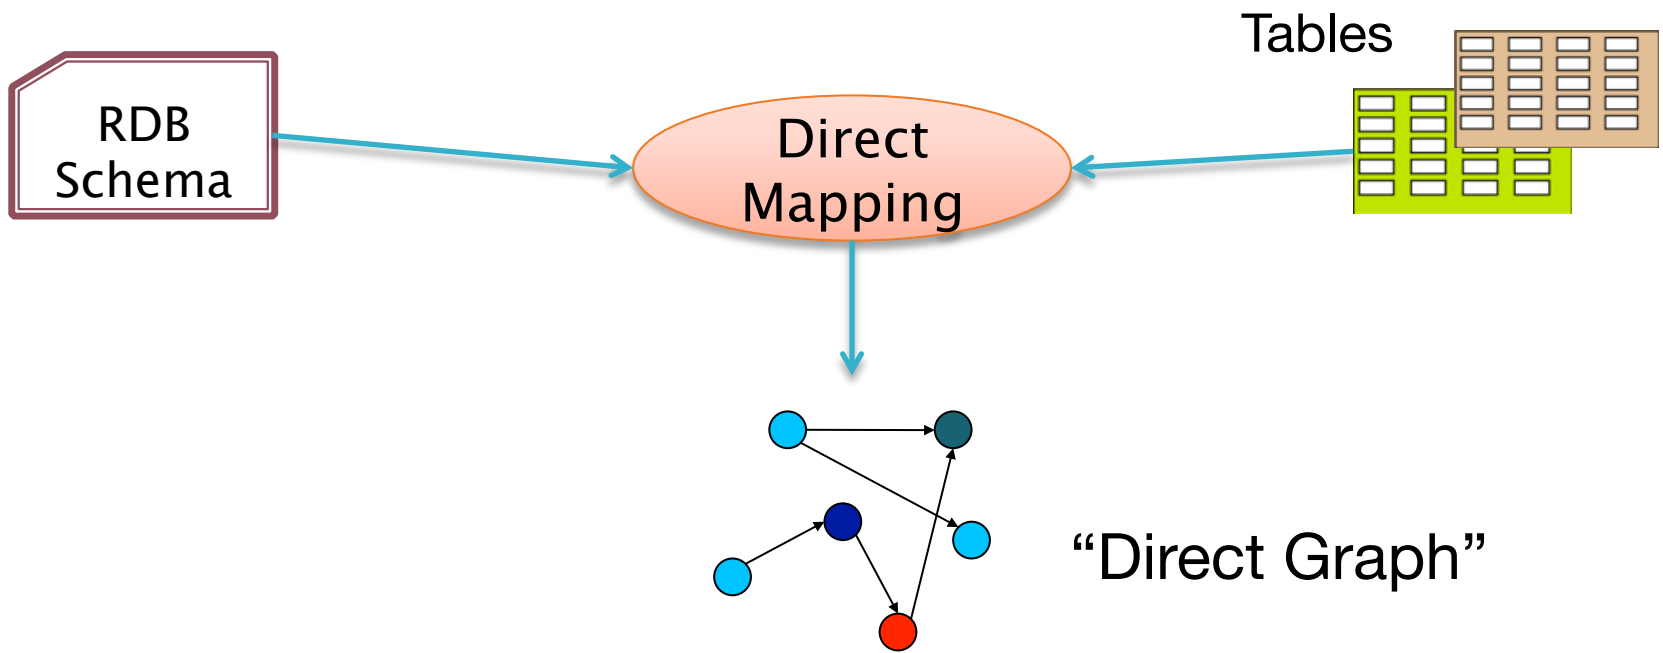 Tables
RDB
Schema
Direct
Mapping
“Direct Graph”